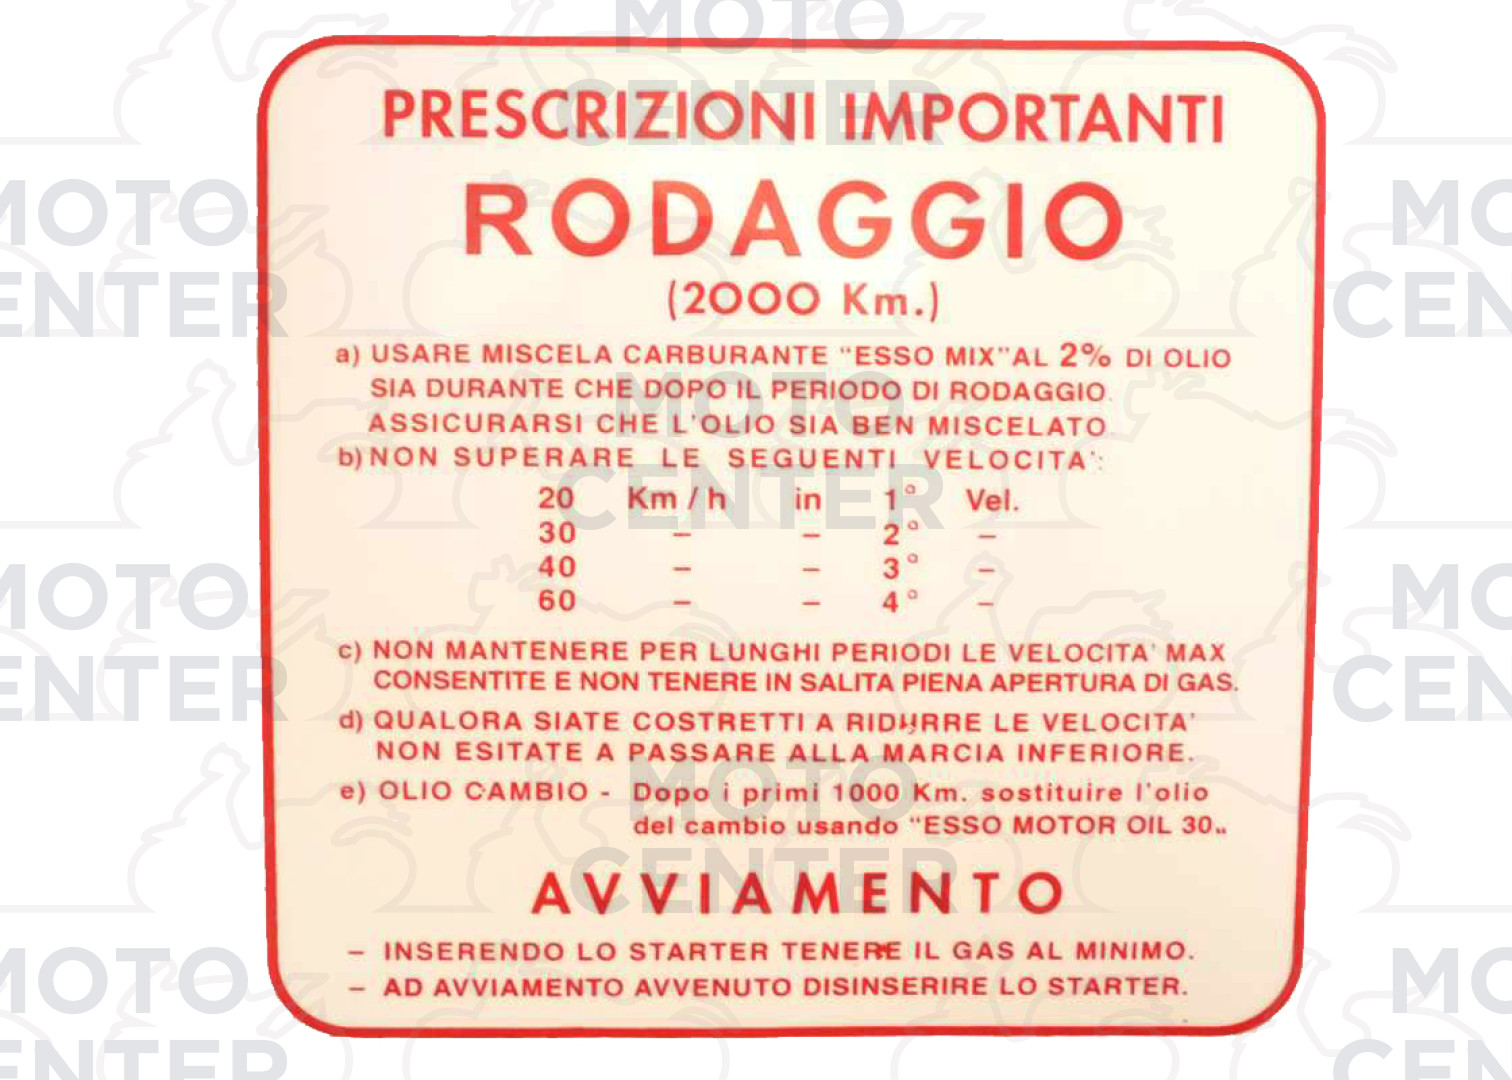 PRESCRIZIONI IMPORTANTI
RODAGGIO
(2000 Km.)
a) USARE MISCELA CARBURANTE "ESSO MIX" AL 2% DI OLIO
SIA DURANTE CHE DOPO IL PERIODO DI RODAGGIO.
ASSICURARSI CHE L'OLIO SIA BEN MISCELATO
b) NON SUPERARE LE SEGUENTI VELOCITA':
20 Km/h in 1° Vel.
30 – – 2° –
40 – – 3° –
60 – – 4° –
c) NON MANTENERE PER LUNGHI PERIODI LE VELOCITA' MAX
CONSENTITE E NON TENERE IN SALITA PIENA APERTURA DI GAS.
d) QUALORA SIATE COSTRETTI A RIDURRE LE VELOCITA'
NON ESITATE A PASSARE ALLA MARCIA INFERIORE.
e) OLIO CAMBIO - Dopo i primi 1000 Km. sostituire l'olio
del cambio usando "ESSO MOTOR OIL 30„
AVVIAMENTO
– INSERENDO LO STARTER TENERE IL GAS AL MINIMO.
– AD AVVIAMENTO AVVENUTO DISINSERIRE LO STARTER.
MOTO
CENTER